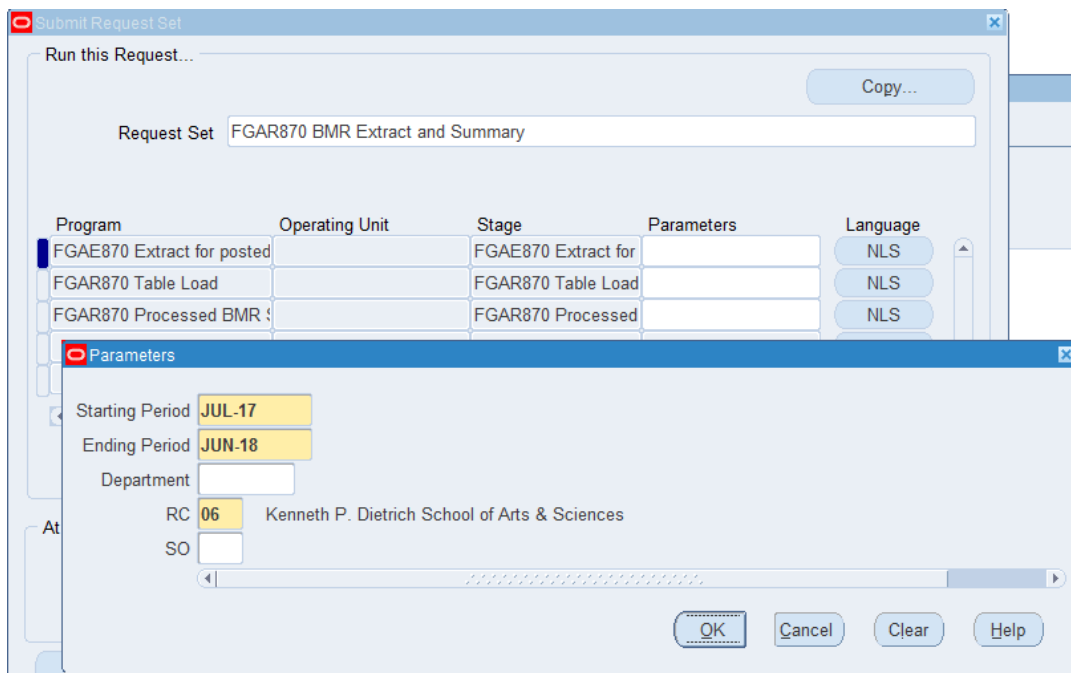 Submit Request Set
Run this Request...
Copy...
Request Set FGAR870 BMR Extract and Summary
Program Operating Unit Stage Parameters Language
FGAE870 Extract for posted FGAE870 Extract for NLS
FGAR870 Table Load FGAR870 Table Load NLS
FGAR870 Processed BMR FGAR870 Processed NLS
Parameters
Starting Period JUL-17
Ending Period JUN-18
Department
RC 06 Kenneth P. Dietrich School of Arts & Sciences
At
SO
OK Cancel Clear Help